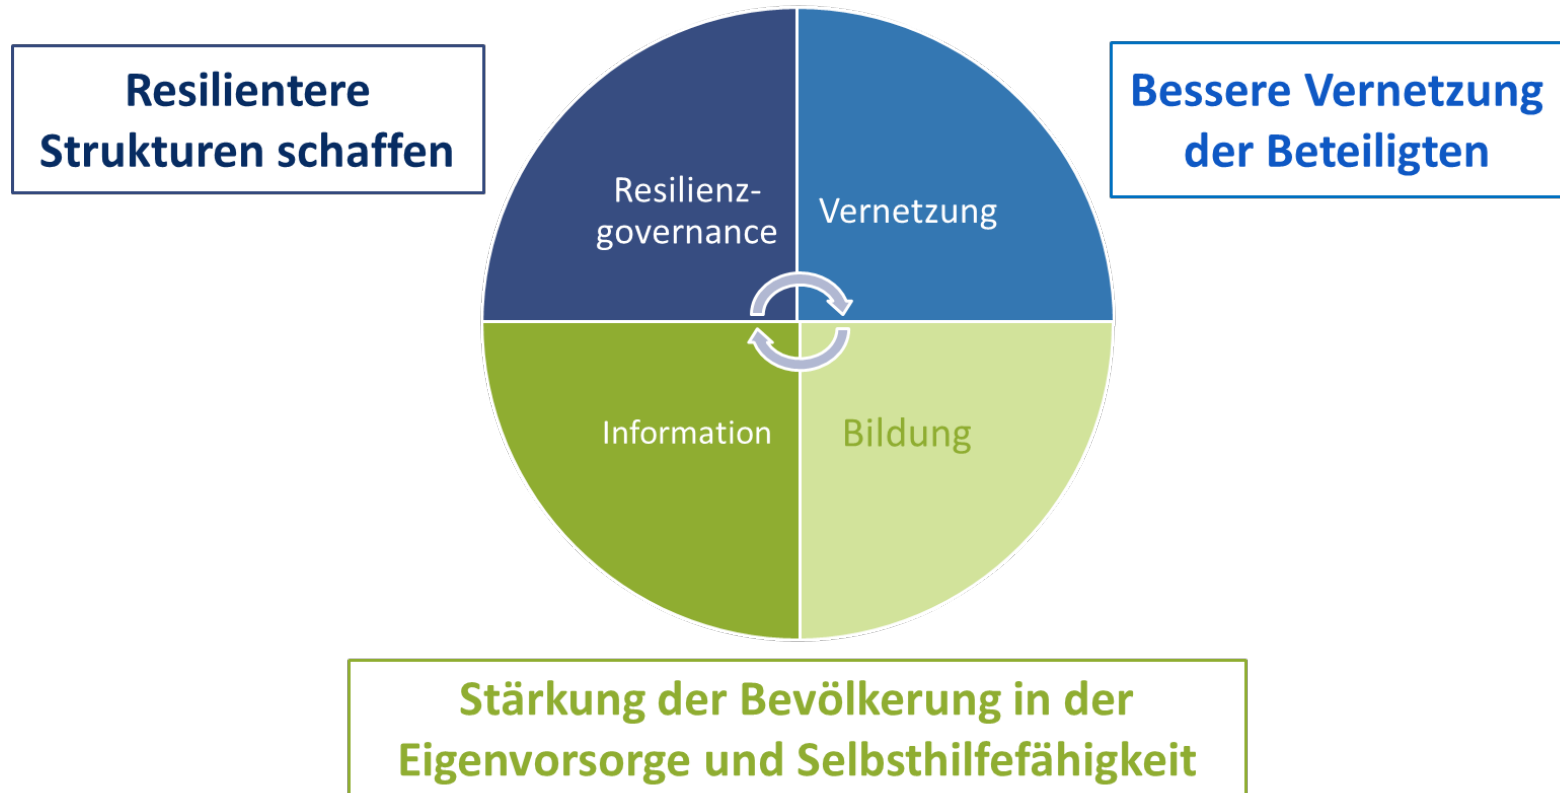 Resilientere
Strukturen schaffen
Bessere Vernetzung
der Beteiligten
Resilienz-
governance
Vernetzung
Information
Bildung
Stärkung der Bevölkerung in der
Eigenvorsorge und Selbsthilfefähigkeit